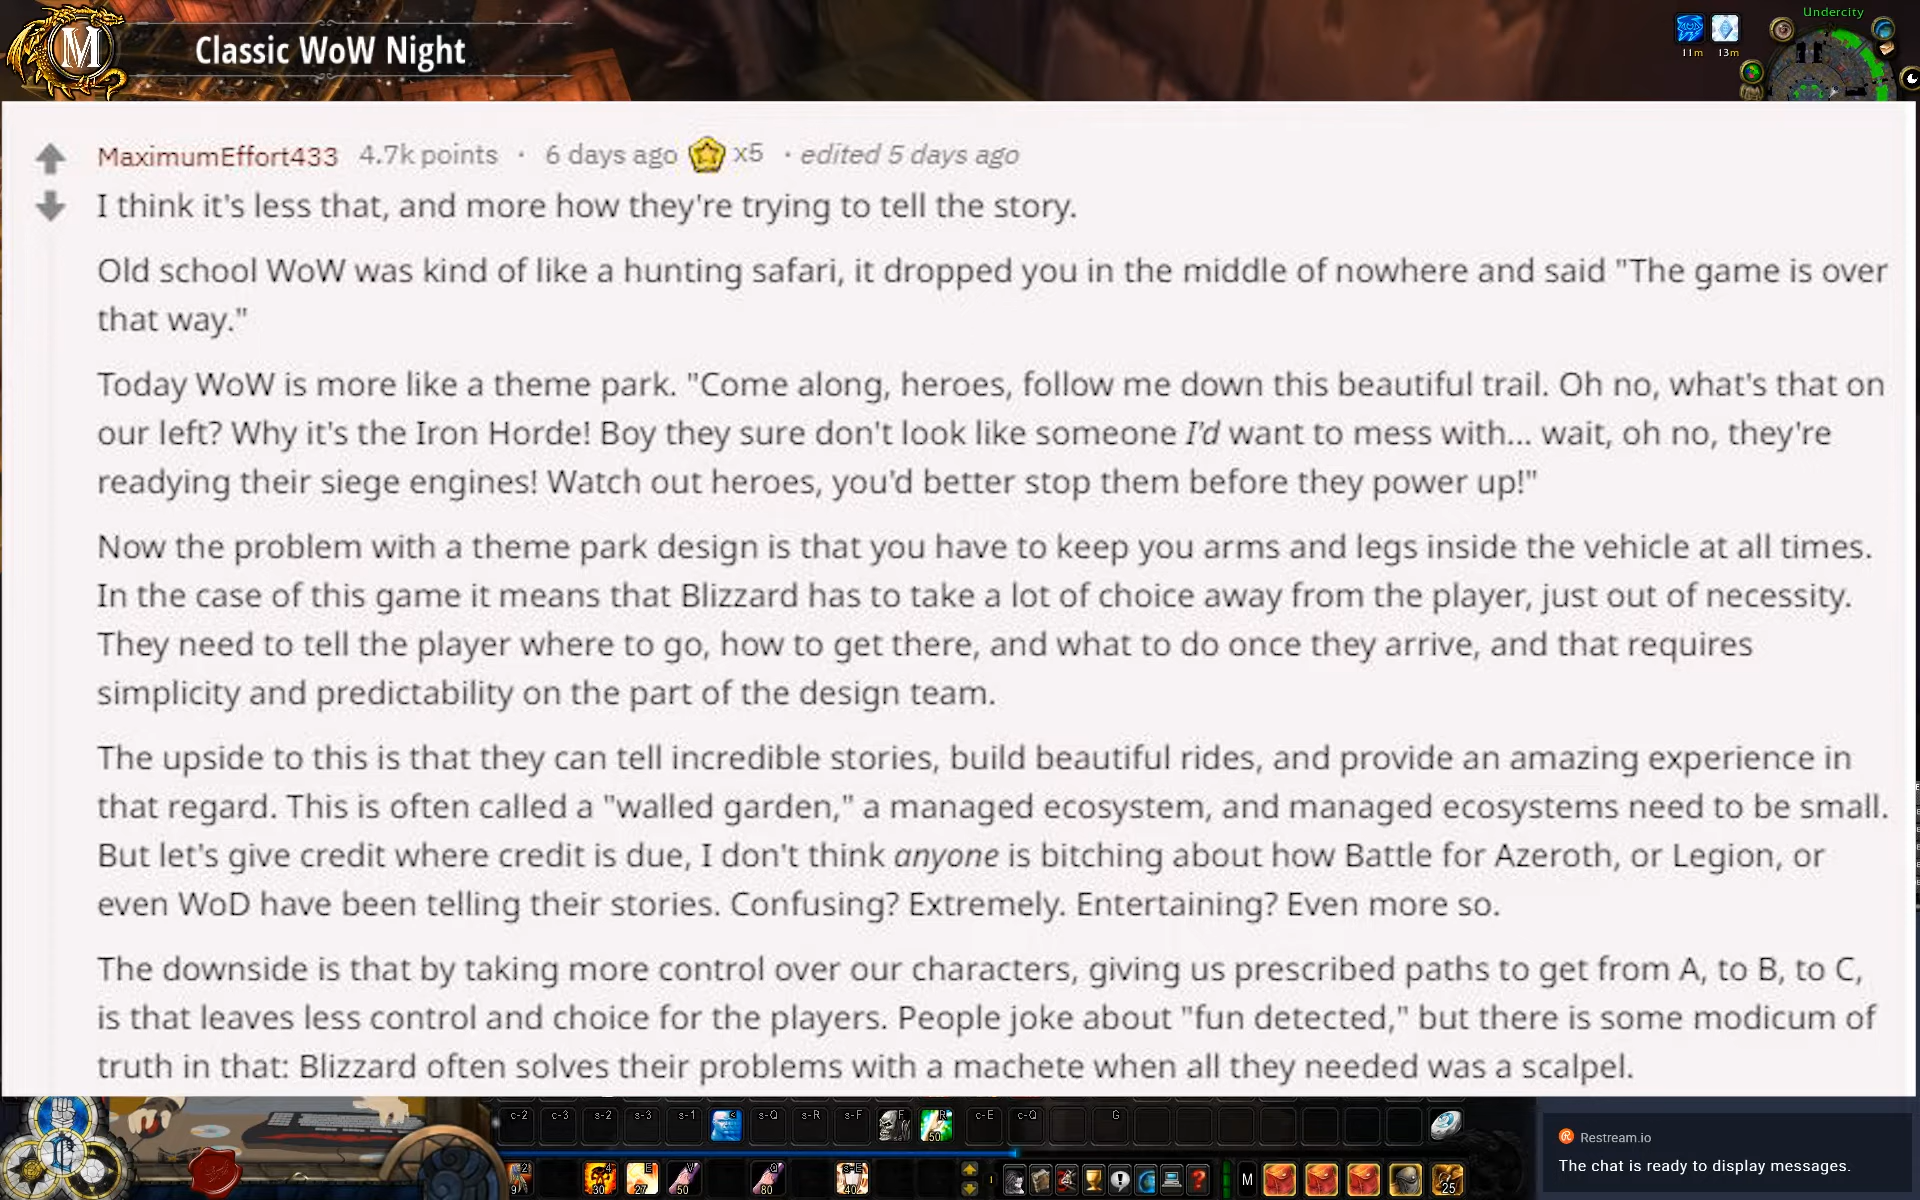 M
Classic WoW Night
11m
13m
Undercity
MaximumEffort433 4.7k points · 6 days ago x5 · edited 5 days ago
I think it's less that, and more how they're trying to tell the story.
Old school WoW was kind of like a hunting safari, it dropped you in the middle of nowhere and said "The game is over
that way."
Today WoW is more like a theme park. "Come along, heroes, follow me down this beautiful trail. Oh no, what's that on
our left? Why it's the Iron Horde! Boy they sure don't look like someone I'd want to mess with... wait, oh no, they're
readying their siege engines! Watch out heroes, you'd better stop them before they power up!"
Now the problem with a theme park design is that you have to keep you arms and legs inside the vehicle at all times.
In the case of this game it means that Blizzard has to take a lot of choice away from the player, just out of necessity.
They need to tell the player where to go, how to get there, and what to do once they arrive, and that requires
simplicity and predictability on the part of the design team.
The upside to this is that they can tell incredible stories, build beautiful rides, and provide an amazing experience in
that regard. This is often called a "walled garden," a managed ecosystem, and managed ecosystems need to be small.
But let's give credit where credit is due, I don't think anyone is bitching about how Battle for Azeroth, or Legion, or
even WoD have been telling their stories. Confusing? Extremely. Entertaining? Even more so.
The downside is that by taking more control over our characters, giving us prescribed paths to get from A, to B, to C,
is that leaves less control and choice for the players. People joke about "fun detected," but there is some modicum of
truth in that: Blizzard often solves their problems with a machete when all they needed was a scalpel.
c-2 c-3 s-2 s-3 s-1 s-Q s-R s-F F R 50 c-E c-Q G
4 30 E 27 V 50 Q 80 s-E 40 M 25
Restream.io
The chat is ready to display messages.